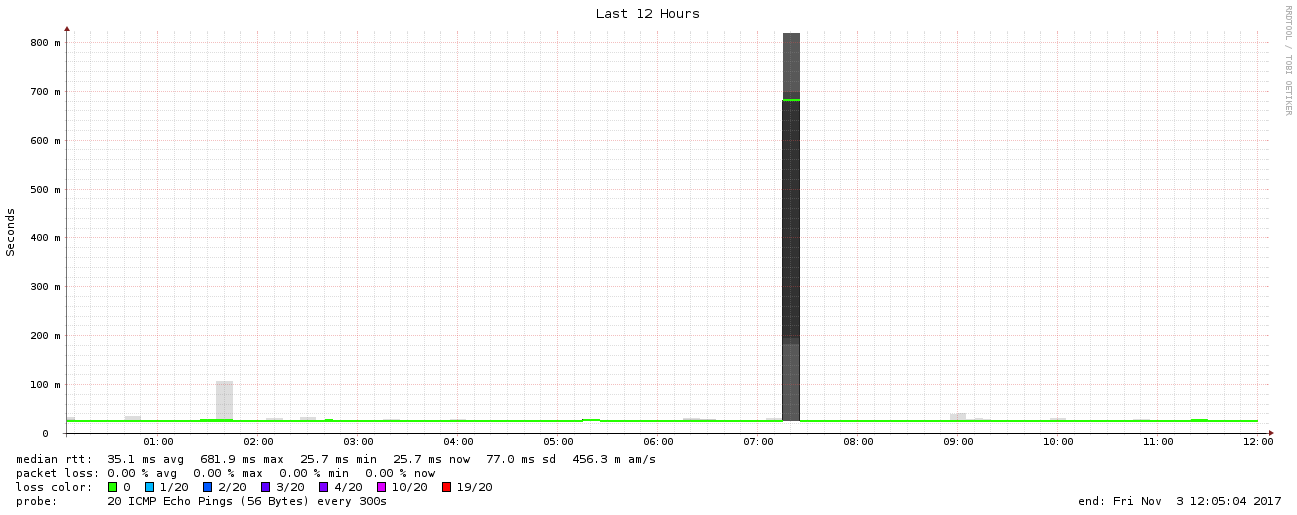 Last 12 Hours
RRDTOOL / TOBI OETIKER
Seconds
800 m
700 m
600 m
500 m
400 m
300 m
200 m
100 m
0
01:00 02:00 03:00 04:00 05:00 06:00 07:00 08:00 09:00 10:00 11:00 12:00
median rtt: 35.1 ms avg 681.9 ms max 25.7 ms min 25.7 ms now 77.0 ms sd 456.3 m am/s
packet loss: 0.00 % avg 0.00 % max 0.00 % min 0.00 % now
loss color: 0 1/20 2/20 3/20 4/20 10/20 19/20
probe: 20 ICMP Echo Pings (56 Bytes) every 300s end: Fri Nov 3 12:05:04 2017